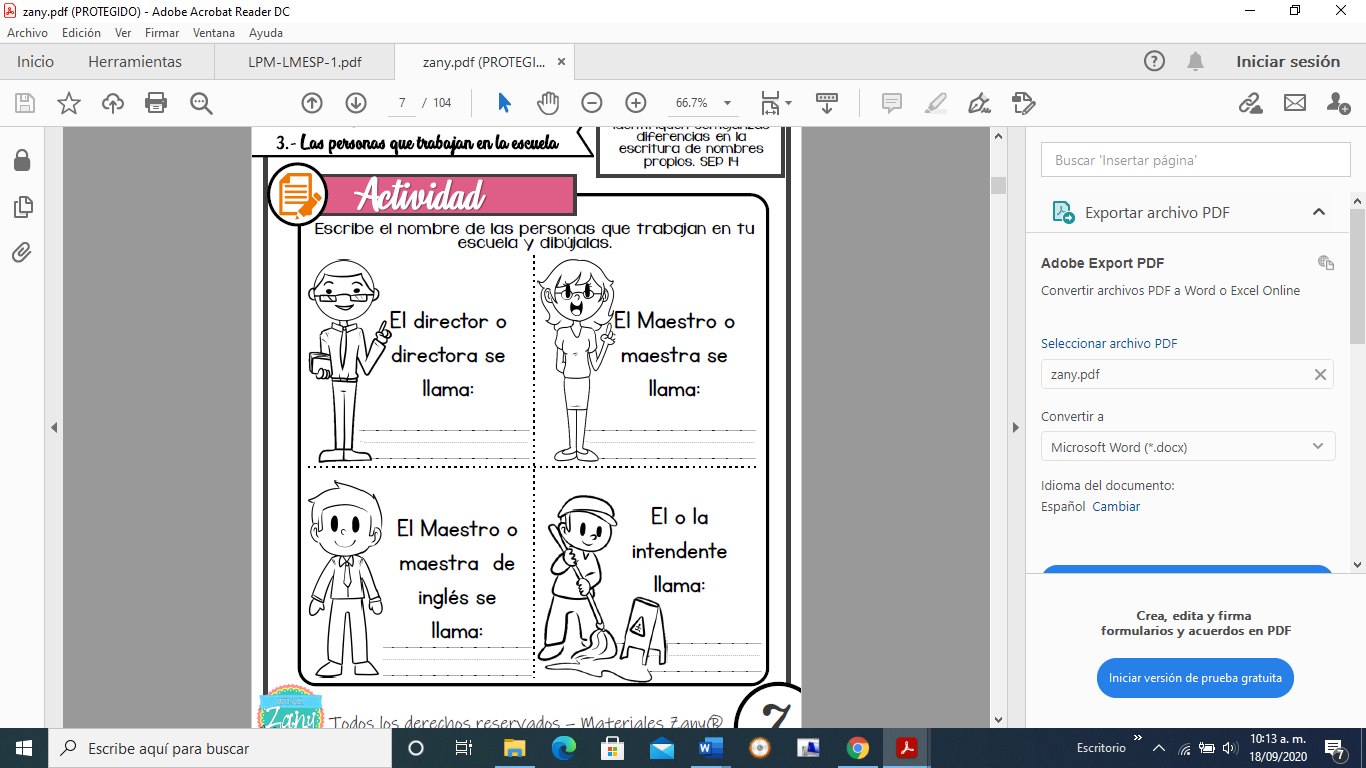 zany.pdf (PROTEGIDO) - Adobe Acrobat Reader DC
Archivo Edición Ver Firmar Ventana Ayuda
Inicio Herramientas LPM-LMESP-1.pdf zany.pdf (PROTEGI... Iniciar sesión
7 / 104 66.7%
identifiquen semejanzas
3.- Las personas que trabajan en la escuela
diferencias en la
escritura de nombres
propios. SEP 14
Actividad
Escribe el nombre de las personas que trabajan en tu
escuela y dibújalas.
El director o
directora se
llama:
El Maestro o
maestra se
llama:
El Maestro o
maestra de
inglés se
llama:
El o la
intendente
llama:
Zany
Todos los derechos reservados – Materiales Zany®
7
Buscar 'Insertar página'
Exportar archivo PDF
Adobe Export PDF
Convertir archivos PDF a Word o Excel Online
Seleccionar archivo PDF
zany.pdf
Convertir a
Microsoft Word (*.docx)
Idioma del documento:
Español Cambiar
Crea, edita y firma
formularios y acuerdos en PDF
Iniciar versión de prueba gratuita
Escribe aquí para buscar
Escritorio
10:13 a. m.
18/09/2020
7